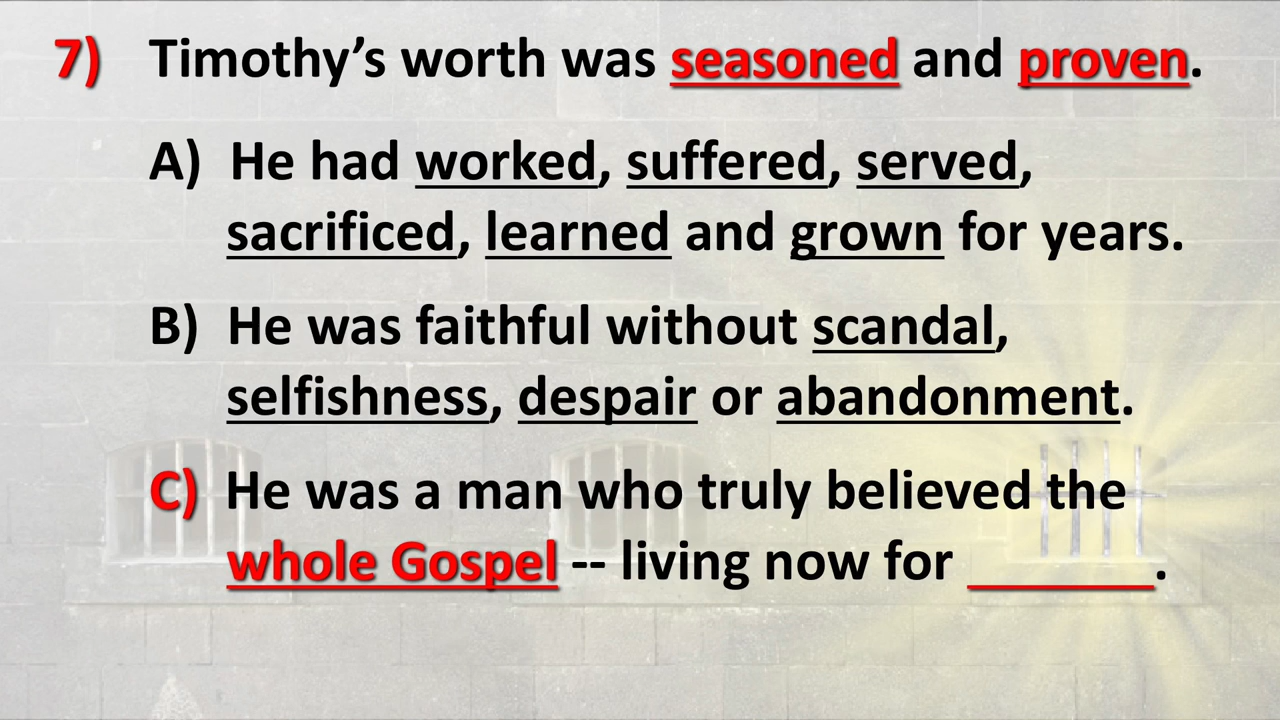 7) Timothy’s worth was seasoned and proven.
A) He had worked, suffered, served,
sacrificed, learned and grown for years.
B) He was faithful without scandal,
selfishness, despair or abandonment.
C) He was a man who truly believed the
whole Gospel -- living now for _______.